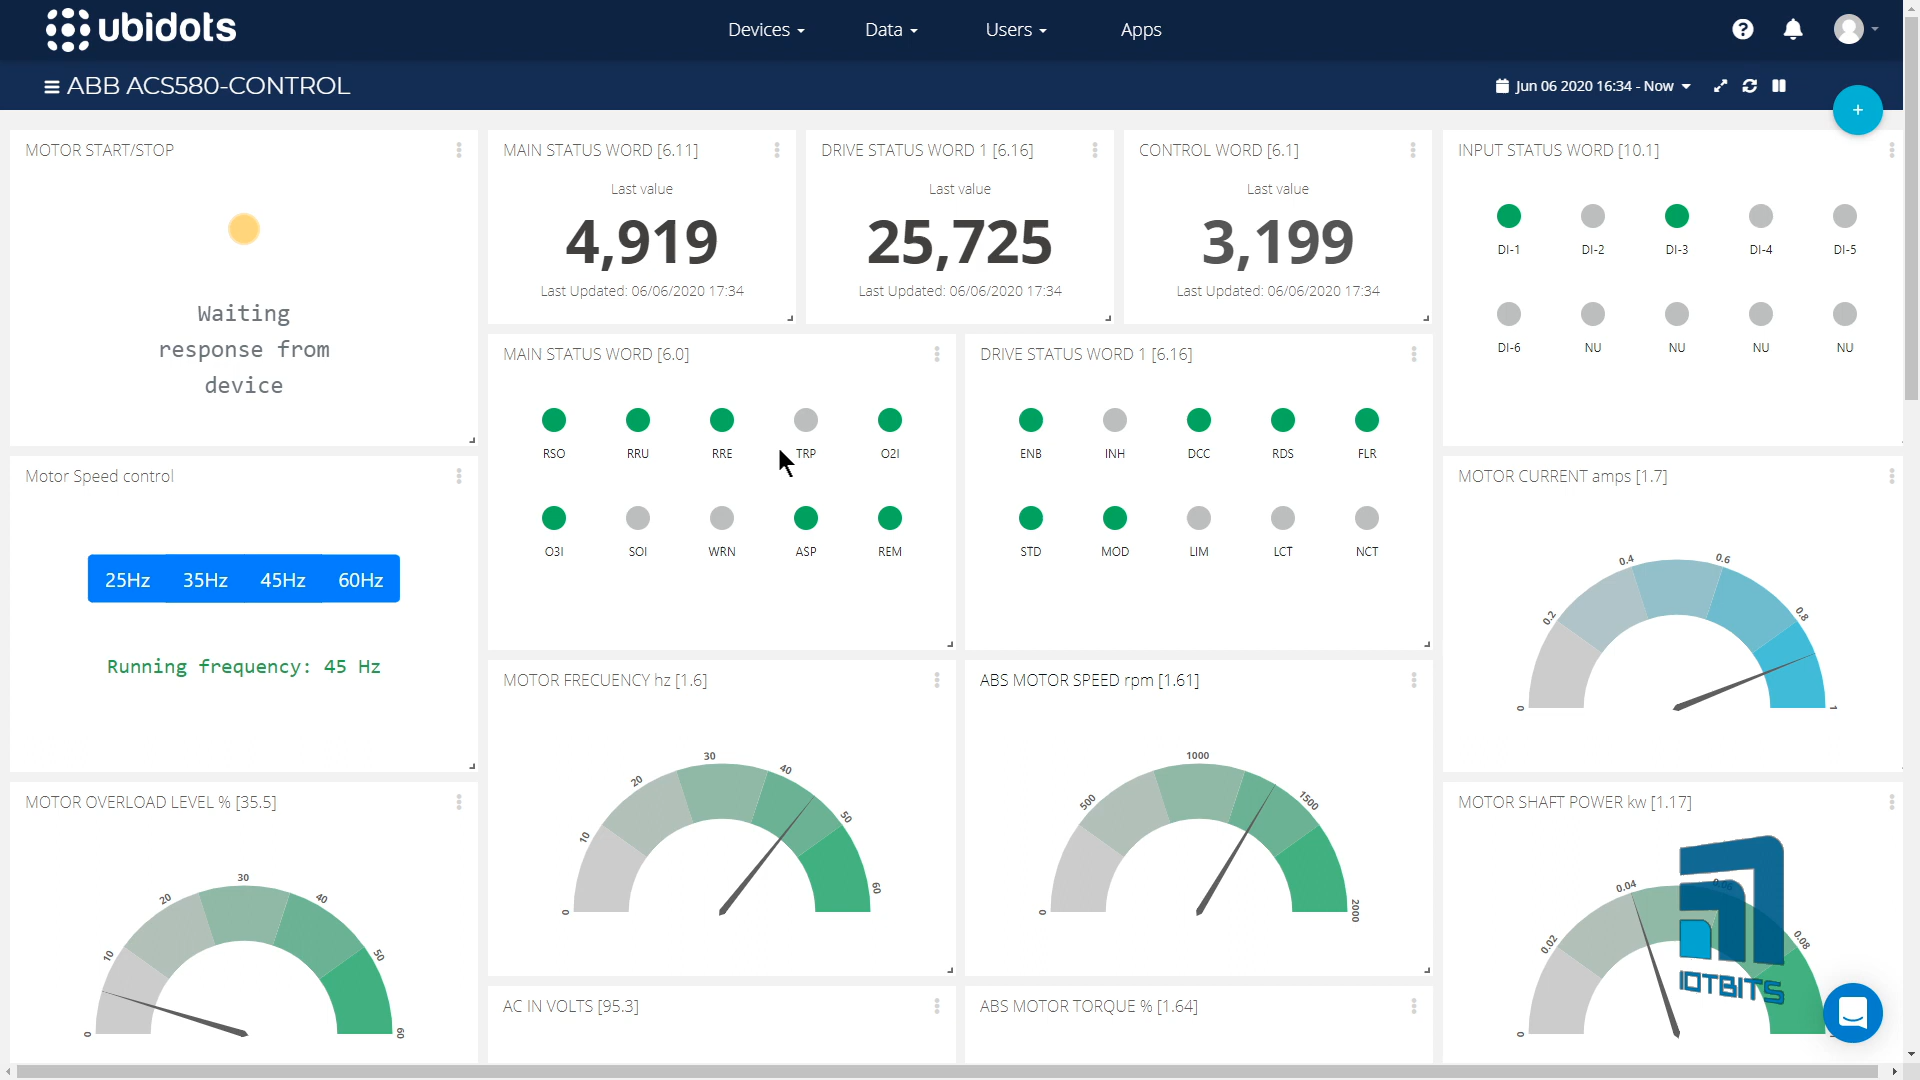 ubidots
Devices
Data
Users
Apps
ABB ACS580-CONTROL
Jun 06 2020 16:34 - Now
MOTOR START/STOP
Waiting
response from
device
MAIN STATUS WORD [6.11]
Last value
4,919
Last Updated: 06/06/2020 17:34
DRIVE STATUS WORD 1 [6.16]
Last value
25,725
Last Updated: 06/06/2020 17:34
CONTROL WORD [6.1]
Last value
3,199
Last Updated: 06/06/2020 17:34
INPUT STATUS WORD [10.1]
DI-1 DI-2 DI-3 DI-4 DI-5
DI-6 NU NU NU NU
MAIN STATUS WORD [6.0]
RSO RRU RRE TRP O2I
O3I SOI WRN ASP REM
DRIVE STATUS WORD 1 [6.16]
ENB INH DCC RDS FLR
STD MOD LIM LCT NCT
Motor Speed control
25Hz 35Hz 45Hz 60Hz
Running frequency: 45 Hz
MOTOR CURRENT amps [1.7]
0 0.2 0.4 0.6 0.8 1
MOTOR FRECUENCY hz [1.6]
0 10 20 30 40 50 60
ABS MOTOR SPEED rpm [1.61]
0 500 1000 1500 2000
MOTOR OVERLOAD LEVEL % [35.5]
0 10 20 30 40 50 60
MOTOR SHAFT POWER kw [1.17]
0 0.02 0.04 0.06 0.08
IOTBITS
AC IN VOLTS [95.3]
ABS MOTOR TORQUE % [1.64]